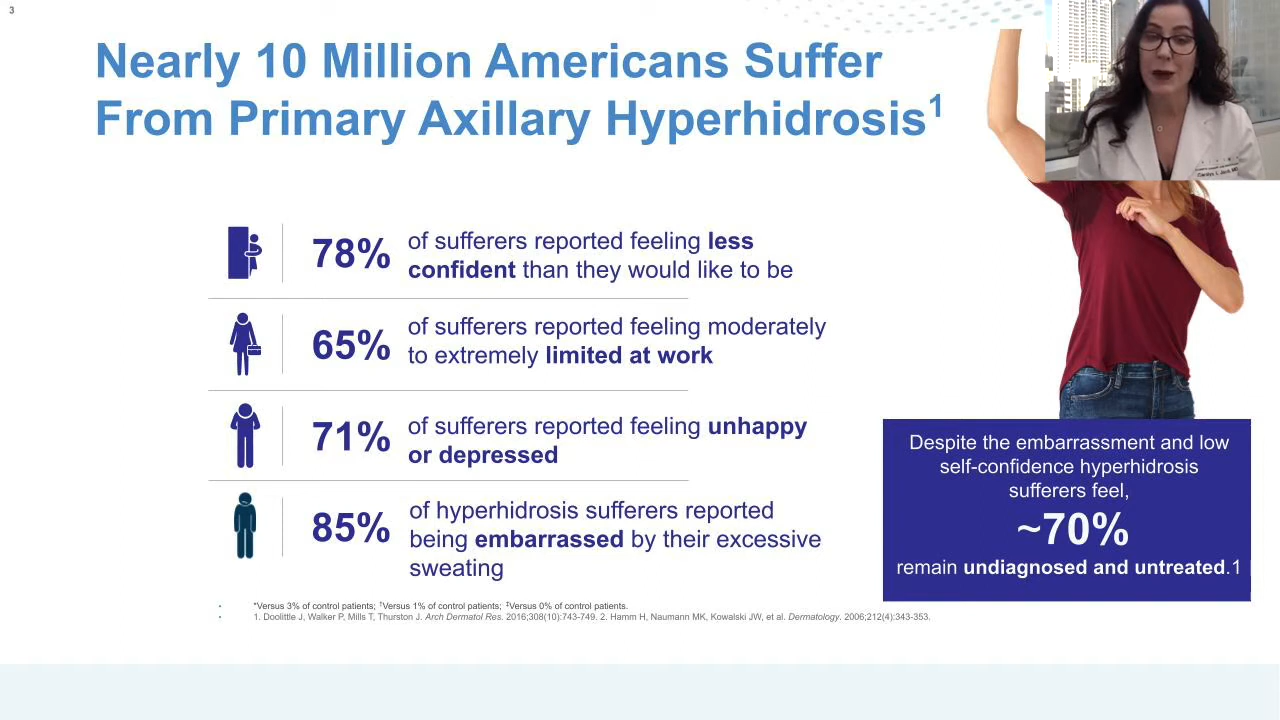 3
Nearly 10 Million Americans Suffer
From Primary Axillary Hyperhidrosis1
78%
of sufferers reported feeling less
confident than they would like to be
65%
of sufferers reported feeling moderately
to extremely limited at work
71%
of sufferers reported feeling unhappy
or depressed
85%
of hyperhidrosis sufferers reported
being embarrassed by their excessive
sweating
Despite the embarrassment and low
self-confidence hyperhidrosis
sufferers feel,
~70%
remain undiagnosed and untreated.1
• *Versus 3% of control patients; †Versus 1% of control patients; ‡Versus 0% of control patients.
• 1. Doolittle J, Walker P, Mills T, Thurston J. Arch Dermatol Res. 2016;308(10):743-749. 2. Hamm H, Naumann MK, Kowalski JW, et al. Dermatology. 2006;212(4):343-353.